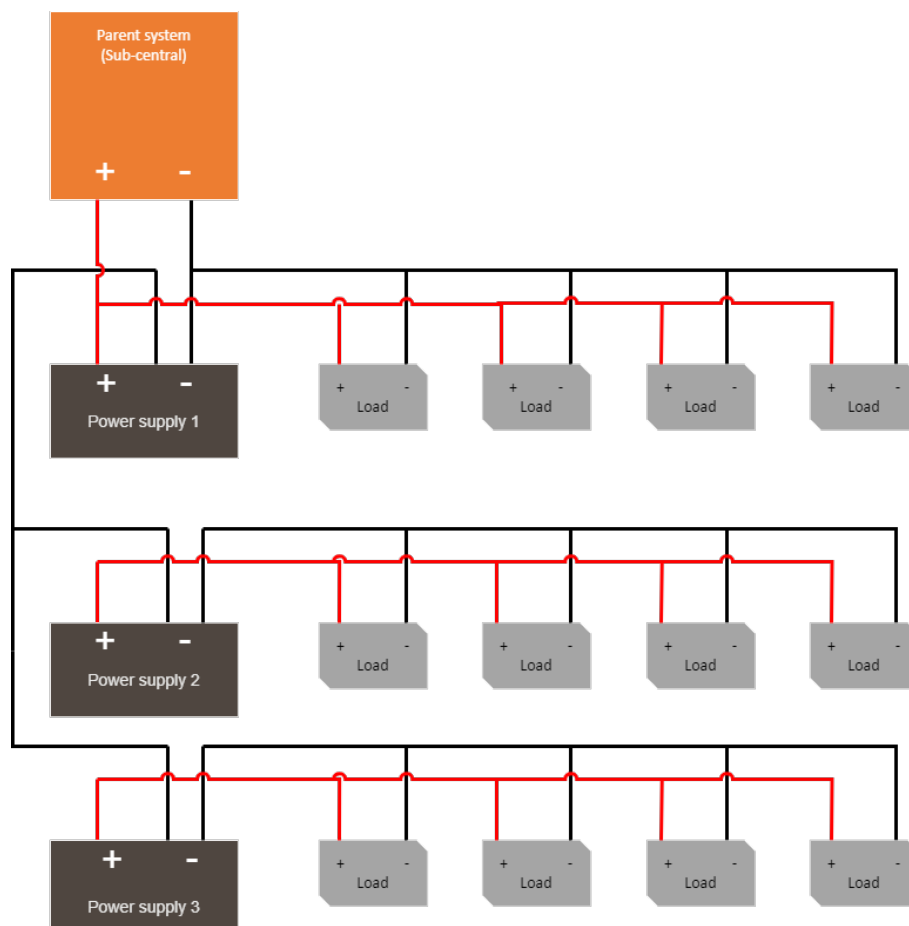 Parent system
(Sub-central)
+ -
+ -
Power supply 1
+ -
Load
+ -
Load
+ -
Load
+ -
Load
+ -
Power supply 2
+ -
Load
+ -
Load
+ -
Load
+ -
Load
+ -
Power supply 3
+ -
Load
+ -
Load
+ -
Load
+ -
Load